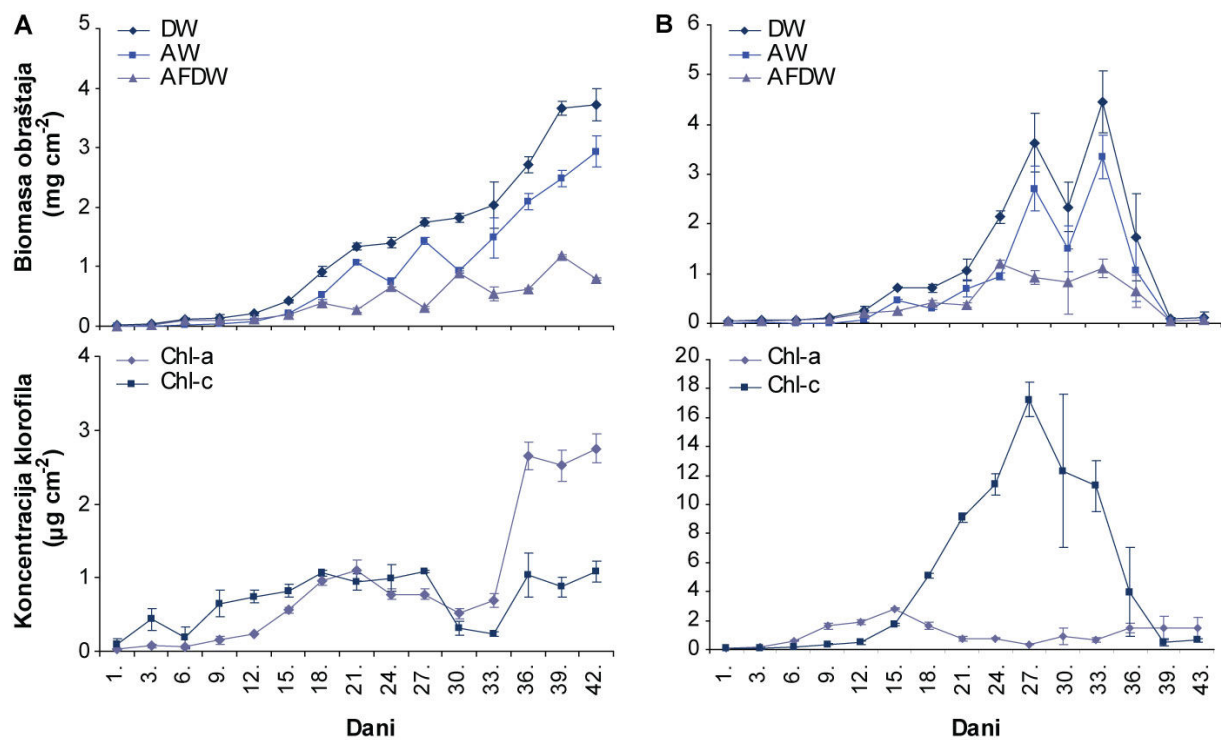 A
DW
AW
AFDW
5
4
3
2
1
0
Biomasa obraštaja
(mg cm⁻²)
B
DW
AW
AFDW
6
5
4
3
2
1
0
Chl-a
Chl-c
4
3
2
1
0
Koncentracija klorofila
(µg cm⁻²)
1. 3. 6. 9. 12. 15. 18. 21. 24. 27. 30. 33. 36. 39. 42.
Dani
Chl-a
Chl-c
20
18
16
14
12
10
8
6
4
2
0
1. 3. 6. 9. 12. 15. 18. 21. 24. 27. 30. 33. 36. 39. 43.
Dani